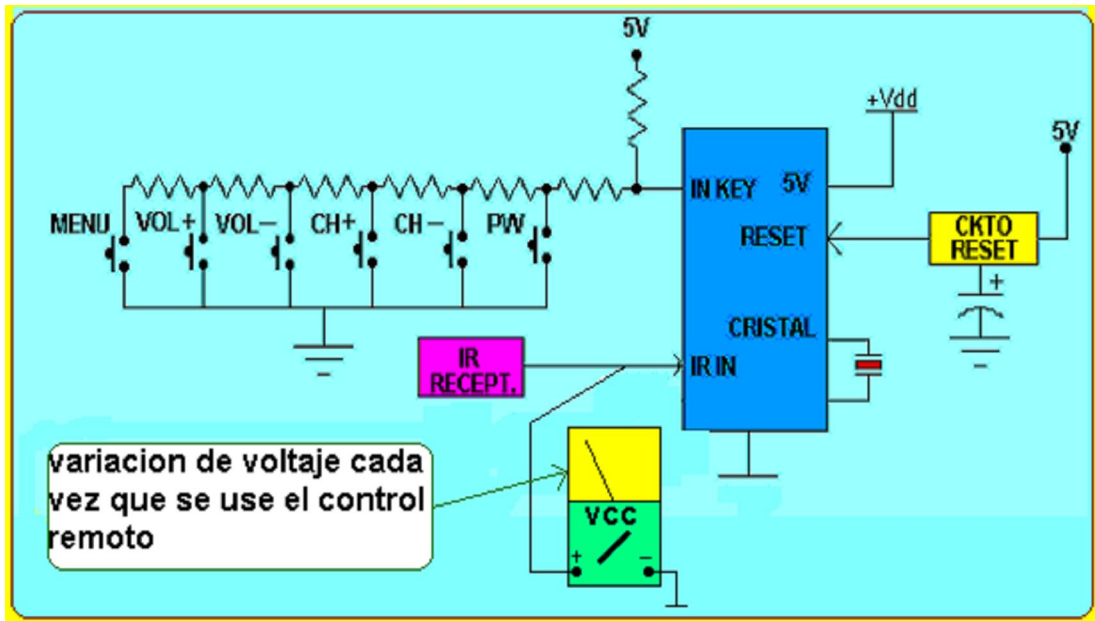 5V
+Vdd
5V
IN KEY
5V
MENU
VOL+
VOL−
CH+
CH−
PW
RESET
CKTO
RESET
+
CRISTAL
IR
RECEPT.
IR IN
variacion de voltaje cada
vez que se use el control
remoto
VCC
+
−